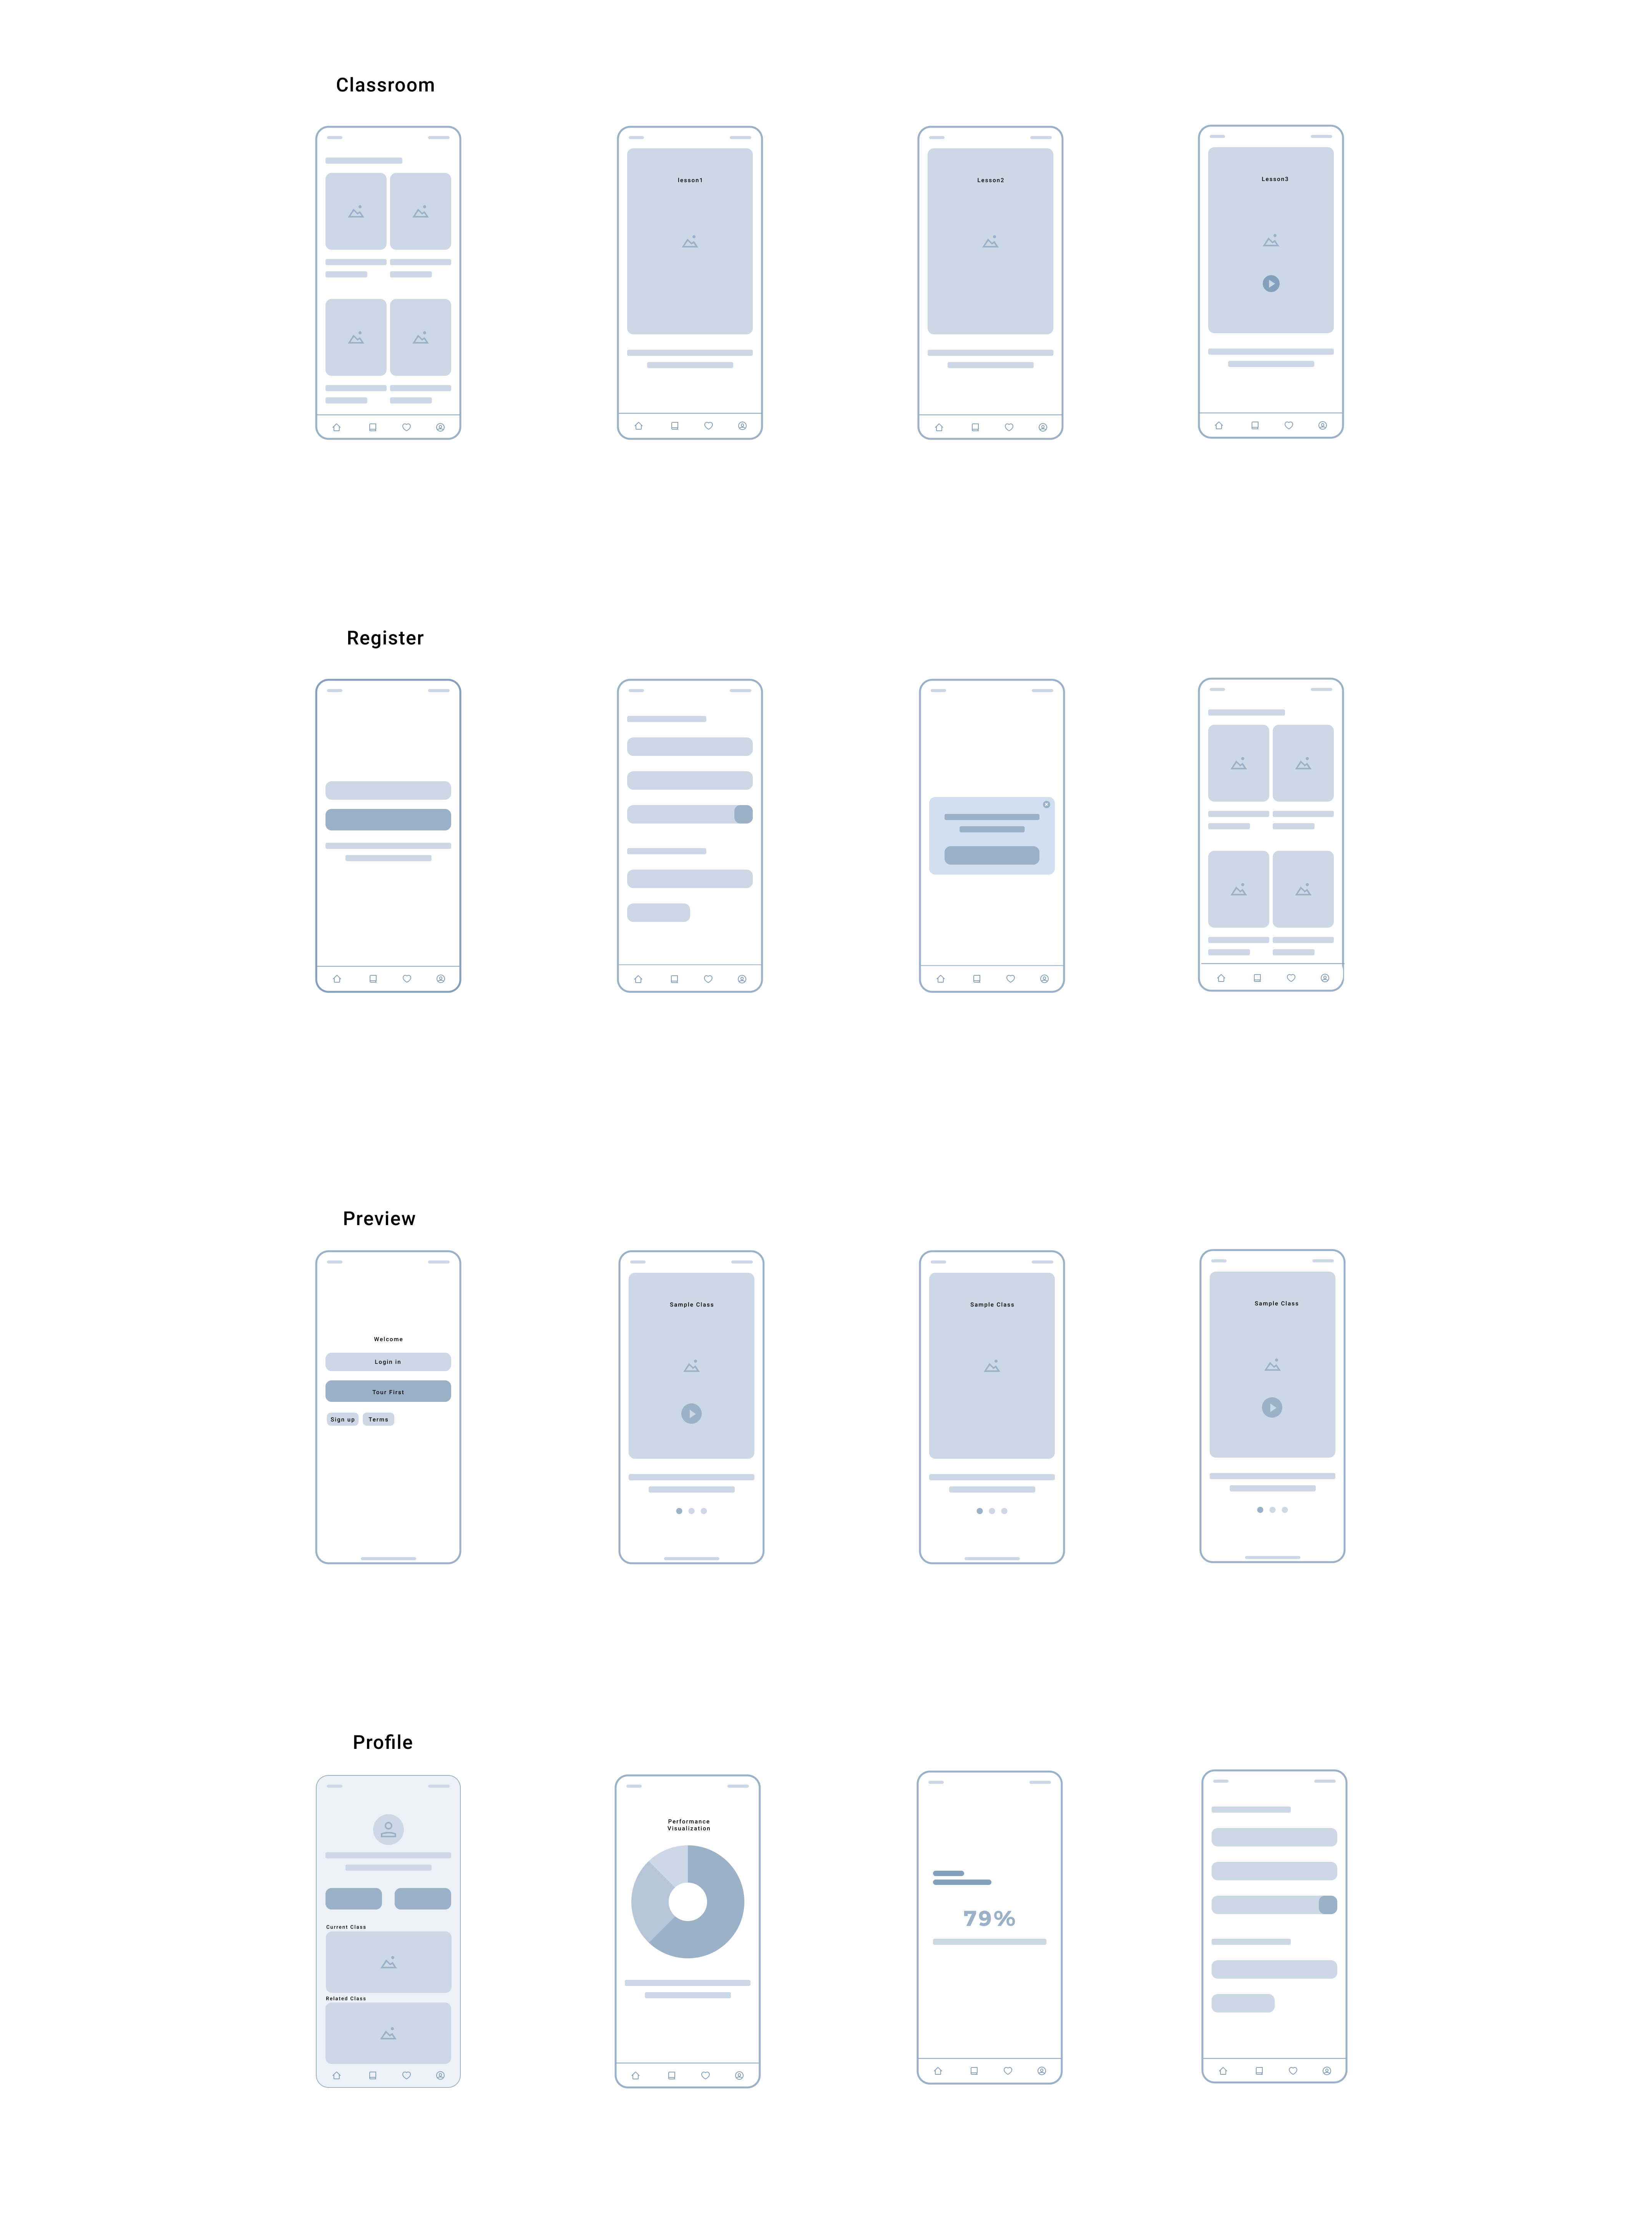 Classroom
lesson1
Lesson2
Lesson3
Register
Preview
Welcome
Login in
Tour First
Sign up
Terms
Sample Class
Sample Class
Sample Class
Profile
Current Class
Related Class
Performance
Visualization
79%